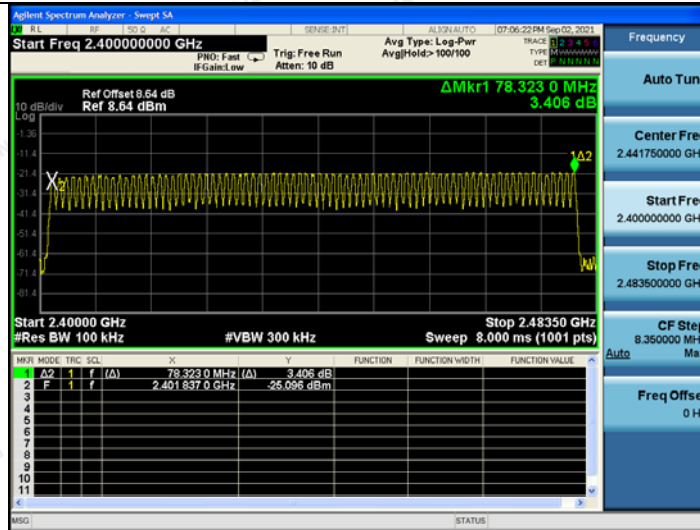 Agilent Spectrum Analyzer - Swept SA
RL RF 50 Ω AC SENSE:INT ALIGN AUTO 07:06:22 PM Sep 02, 2021
Start Freq 2.400000000 GHz
PNO: Fast
IFGain:Low
Trig: Free Run
Atten: 10 dB
Avg Type: Log-Pwr
Avg|Hold:> 100/100
TRACE 1 2 3 4 5 6
TYPE
DET P N N N N N
Ref Offset 8.64 dB
Ref 8.64 dBm
10 dB/div
Log
ΔMkr1 78.323 0 MHz
3.406 dB
-1.36
-11.4
-21.4
-31.4
-41.4
-51.4
-61.4
-71.4
-81.4
X2
1Δ2
Start 2.40000 GHz
Stop 2.48350 GHz
#Res BW 100 kHz
#VBW 300 kHz
Sweep 8.000 ms (1001 pts)
MKR MODE TRC SCL X Y FUNCTION FUNCTION WIDTH FUNCTION VALUE
1 Δ2 1 f (Δ) 78.323 0 MHz (Δ) 3.406 dB
2 F 1 f 2.401 837 0 GHz -25.096 dBm
3
4
5
6
7
8
9
10
11
MSG
STATUS
Frequency
Auto Tun
Center Fre
2.441750000 GH
Start Fre
2.400000000 GH
Stop Fre
2.483500000 GH
CF Step
8.350000 MH
Auto Ma
Freq Offse
0 H